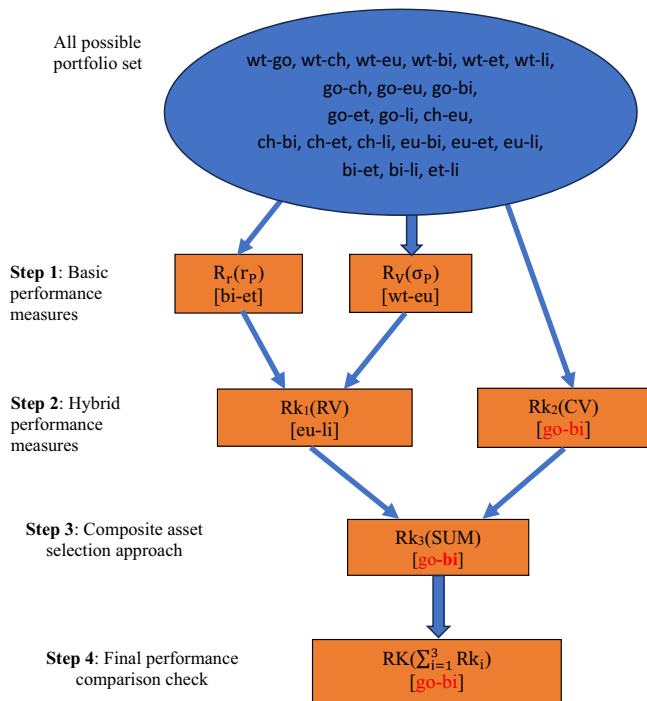 All possible
portfolio set
wt-go, wt-ch, wt-eu, wt-bi, wt-et, wt-li,
go-ch, go-eu, go-bi,
go-et, go-li, ch-eu,
ch-bi, ch-et, ch-li, eu-bi, eu-et, eu-li,
bi-et, bi-li, et-li
Step 1: Basic
performance
measures
R_r(r_P)
[bi-et]
R_V(σ_P)
[wt-eu]
Step 2: Hybrid
performance
measures
Rk₁(RV)
[eu-li]
Rk₂(CV)
[go-bi]
Step 3: Composite asset
selection approach
Rk₃(SUM)
[go-bi]
Step 4: Final performance
comparison check
RK(∑³ᵢ₌₁ Rkᵢ)
[go-bi]